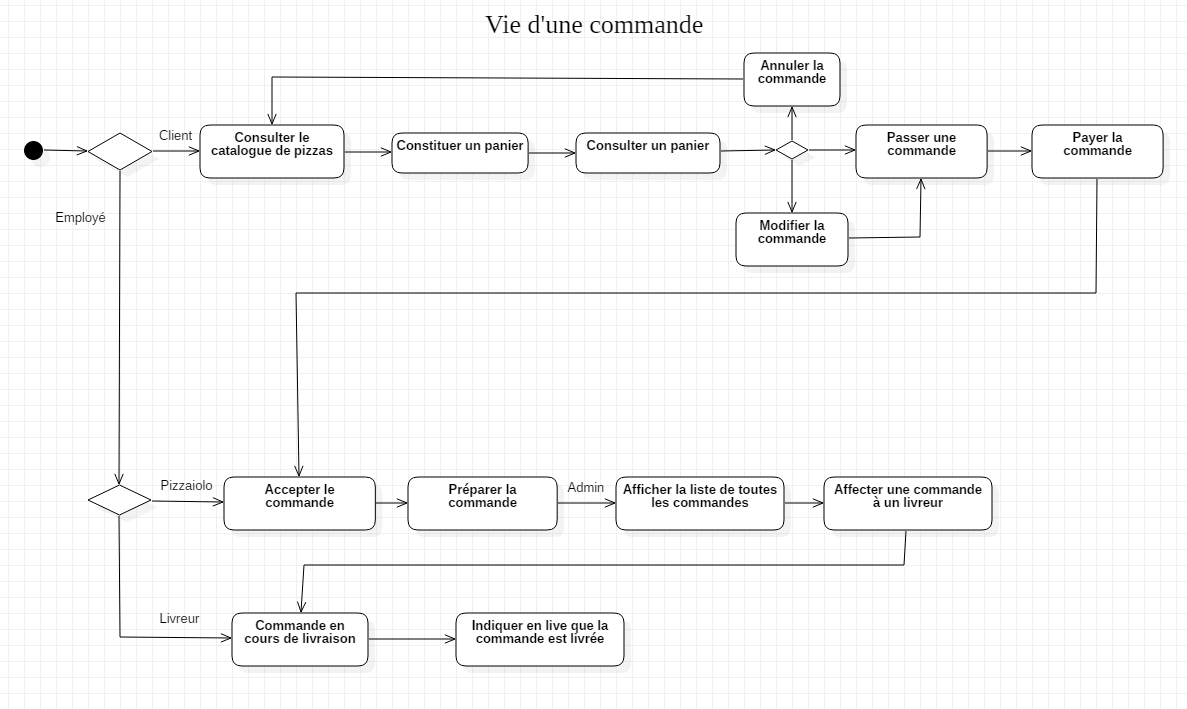 Vie d'une commande
Annuler la
commande
Client
Consulter le
catalogue de pizzas
Constituer un panier
Consulter un panier
Passer une
commande
Payer la
commande
Employé
Modifier la
commande
Pizzaiolo
Accepter le
commande
Préparer la
commande
Admin
Afficher la liste de toutes
les commandes
Affecter une commande
à un livreur
Livreur
Commande en
cours de livraison
Indiquer en live que la
commande est livrée